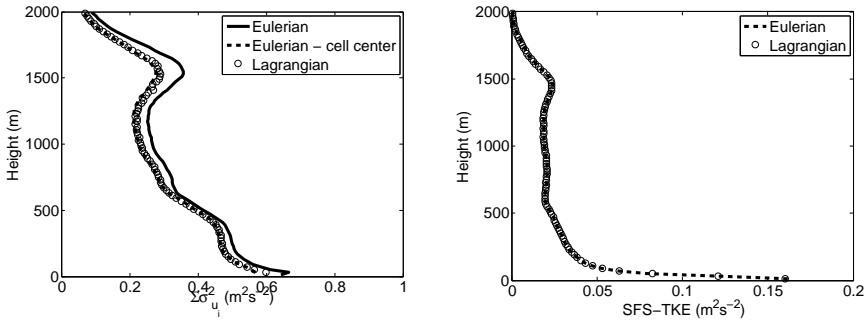 2000
1500
1000
500
0
Height (m)
0
0.2
0.4
0.6
0.8
1
Σσ²uᵢ (m²s⁻²)
Eulerian
Eulerian − cell center
Lagrangian
2000
1500
1000
500
0
Height (m)
0
0.05
0.1
0.15
0.2
SFS−TKE (m²s⁻²)
Eulerian
Lagrangian